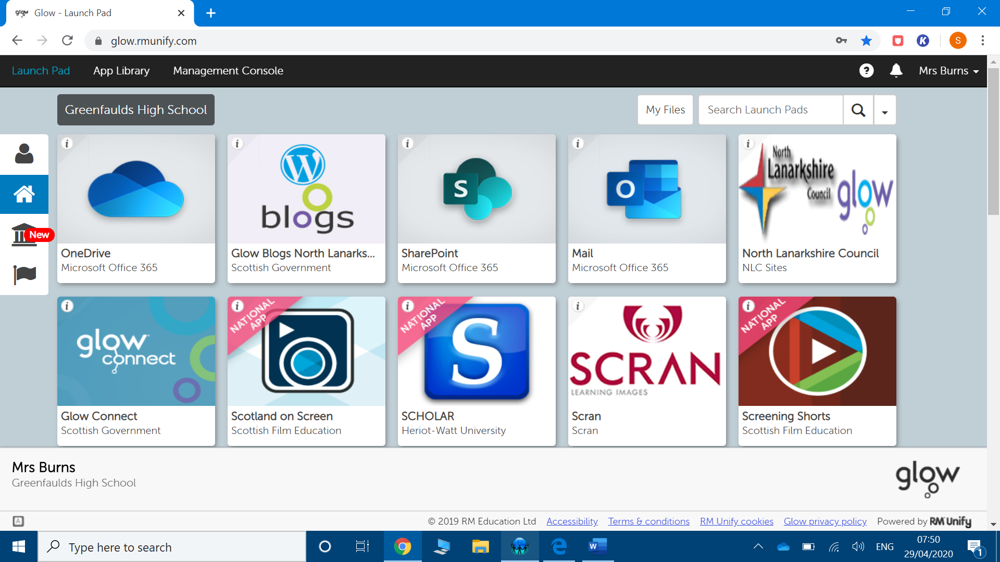 glow Glow - Launch Pad
glow.rmunify.com
K
S
Launch Pad App Library Management Console
? Mrs Burns
Greenfaulds High School
My Files Search Launch Pads
New
i
OneDrive
Microsoft Office 365
i
W
blogs
Glow Blogs North Lanarks...
Scottish Government
i
S
SharePoint
Microsoft Office 365
i
O
Mail
Microsoft Office 365
i
North
Lanarkshire
Council
glow
North Lanarkshire Council
NLC Sites
i
glow
connect
Glow Connect
Scottish Government
i
NATIONAL
APP
Scotland on Screen
Scottish Film Education
i
NATIONAL
APP
S
SCHOLAR
Heriot-Watt University
i
SCRAN
LEARNING IMAGES
Scran
Scran
i
NATIONAL
APP
Screening Shorts
Scottish Film Education
Mrs Burns
Greenfaulds High School
glow
A
© 2019 RM Education Ltd Accessibility Terms & conditions RM Unify cookies Glow privacy policy Powered by RM Unify
Type here to search
W
ENG
07:50
29/04/2020
1